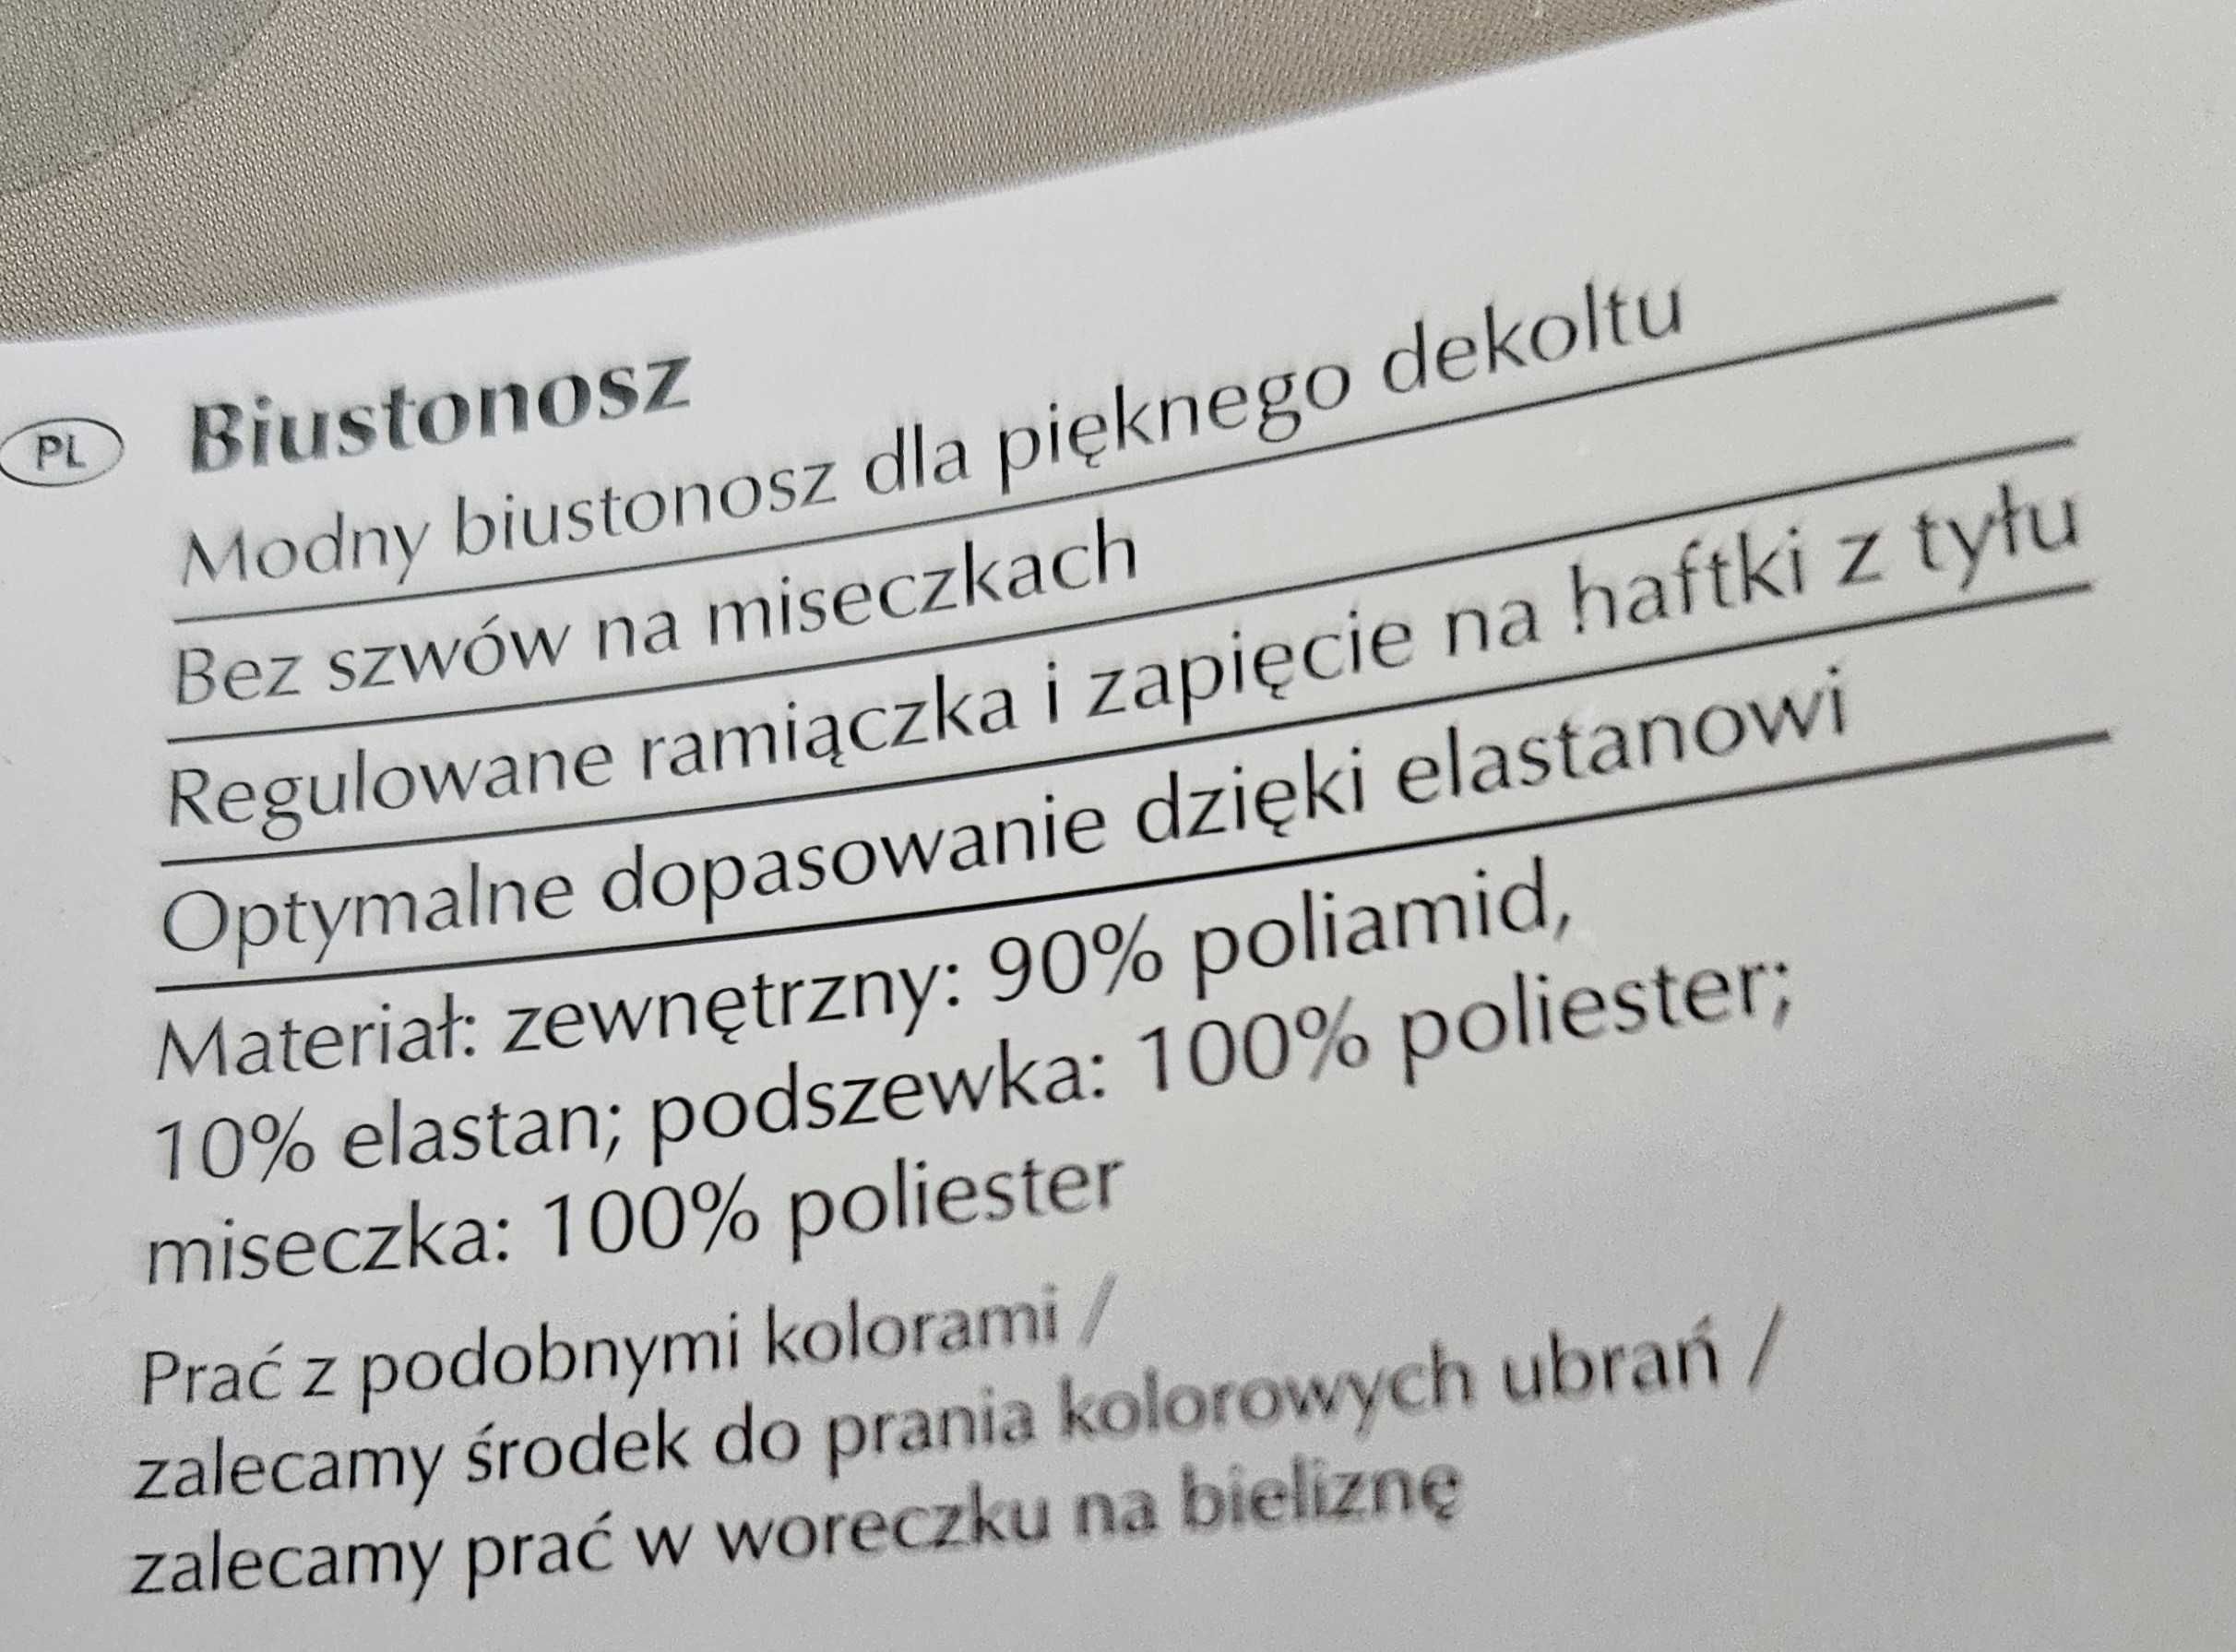 PL
Biustonosz
Modny biustonosz dla pięknego dekoltu
Bez szwów na miseczkach
Regulowane ramiączka i zapięcie na haftki z tyłu
Optymalne dopasowanie dzięki elastanowi
Materiał: zewnętrzny: 90% poliamid,
10% elastan; podszewka: 100% poliester;
miseczka: 100% poliester
Prać z podobnymi kolorami /
zalecamy środek do prania kolorowych ubrań /
zalecamy prać w woreczku na bieliznę